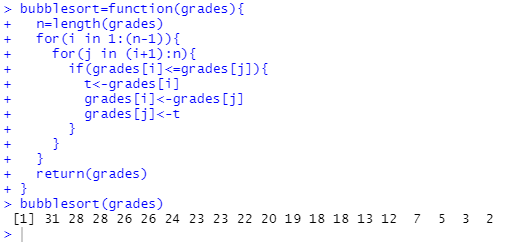 > bubblesort=function(grades){
+   n=length(grades)
+   for(i in 1:(n-1)){
+     for(j in (i+1):n){
+       if(grades[i]<=grades[j]){
+         t<-grades[i]
+         grades[i]<-grades[j]
+         grades[j]<-t
+       }
+     }
+   }
+   return(grades)
+ }
> bubblesort(grades)
 [1] 31 28 28 26 26 24 23 23 22 20 19 18 18 13 12  7  5  3  2
>